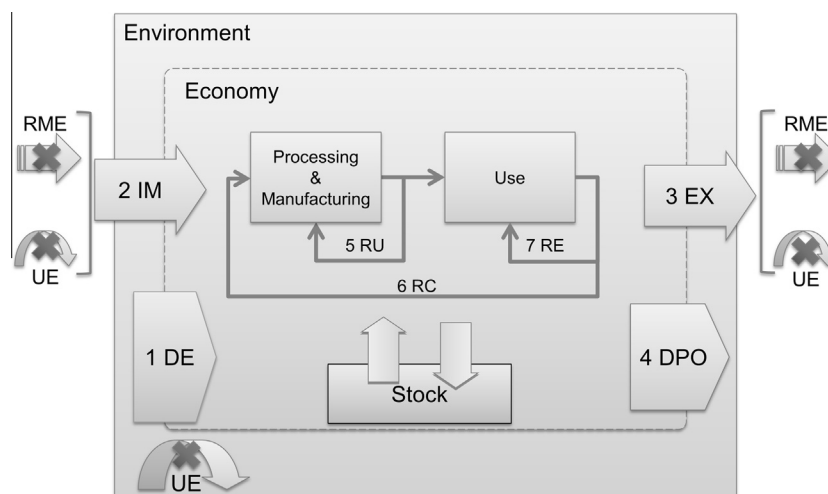 Environment
Economy
RME
RME
Processing
&
Manufacturing
Use
2 IM
3 EX
5 RU
7 RE
UE
UE
6 RC
1 DE
4 DPO
Stock
UE